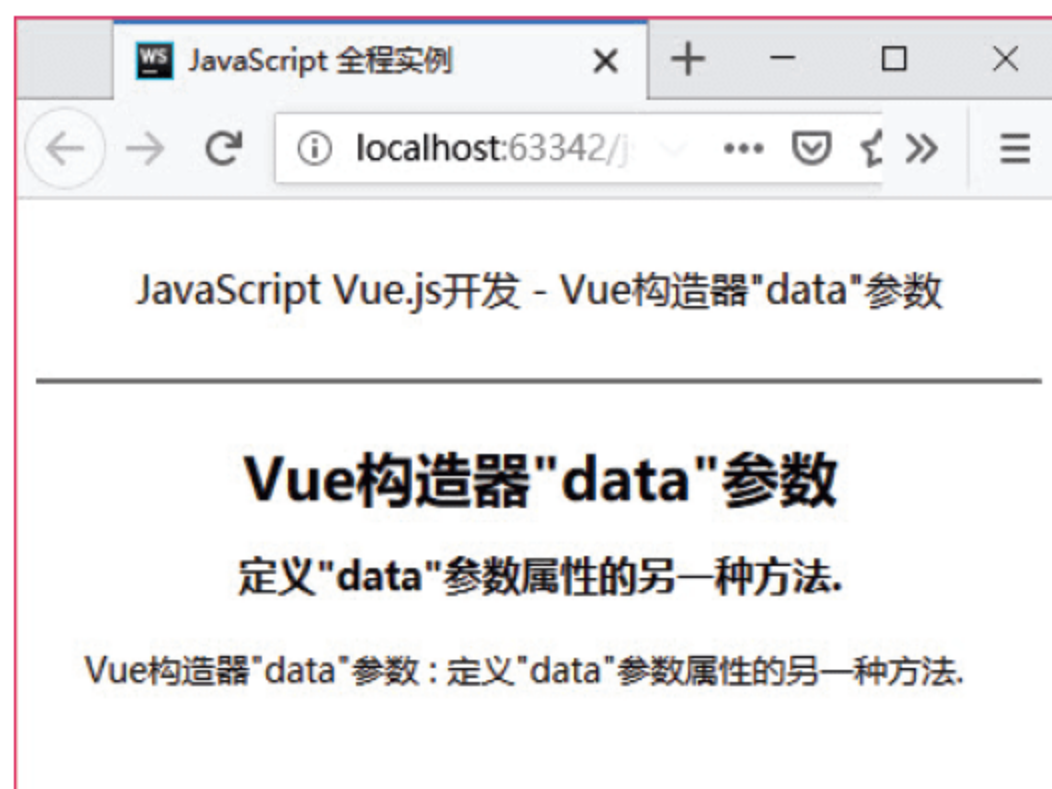 WS JavaScript 全程实例
localhost:63342/j
JavaScript Vue.js开发 - Vue构造器"data"参数
Vue构造器"data"参数
定义"data"参数属性的另一种方法.
Vue构造器"data"参数 : 定义"data"参数属性的另一种方法.